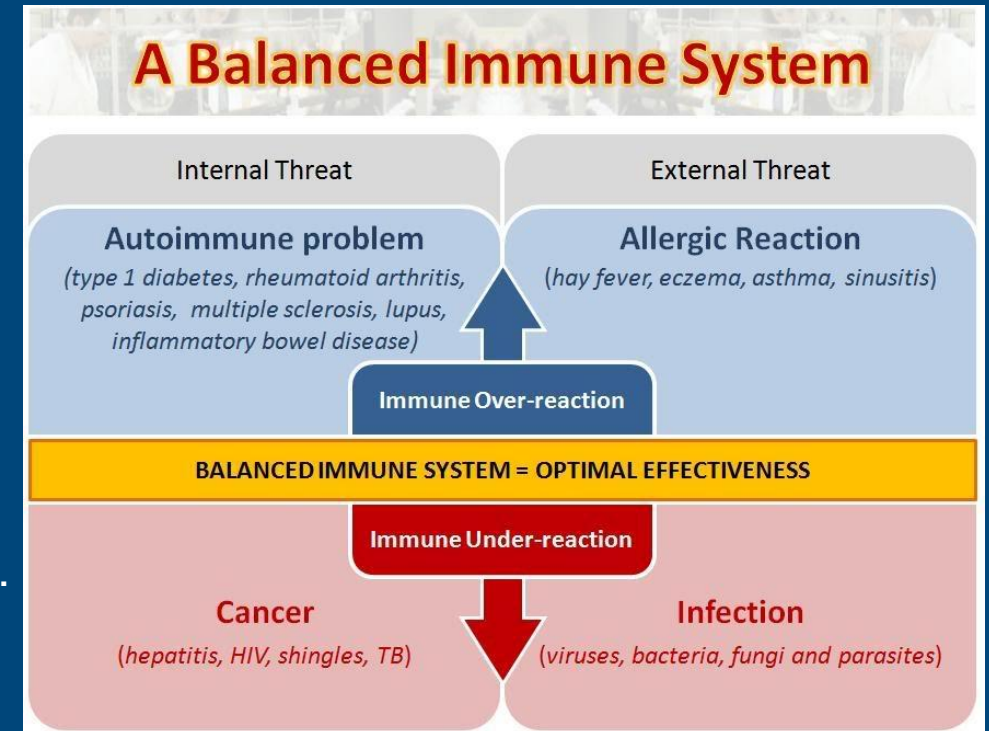 A Balanced Immune System
Internal Threat
External Threat
Autoimmune problem
(type 1 diabetes, rheumatoid arthritis,
psoriasis, multiple sclerosis, lupus,
inflammatory bowel disease)
Allergic Reaction
(hay fever, eczema, asthma, sinusitis)
Immune Over-reaction
BALANCED IMMUNE SYSTEM = OPTIMAL EFFECTIVENESS
Immune Under-reaction
.
Cancer
(hepatitis, HIV, shingles, TB)
Infection
(viruses, bacteria, fungi and parasites)